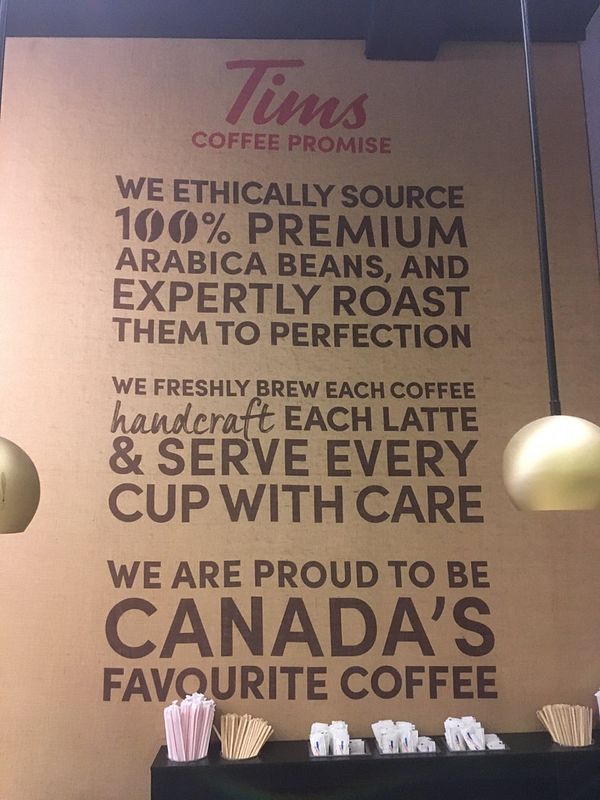 Tims
COFFEE PROMISE
WE ETHICALLY SOURCE
100% PREMIUM
ARABICA BEANS, AND
EXPERTLY ROAST
THEM TO PERFECTION
WE FRESHLY BREW EACH COFFEE
handcraft EACH LATTE
& SERVE EVERY
CUP WITH CARE
WE ARE PROUD TO BE
CANADA'S
FAVOURITE COFFEE